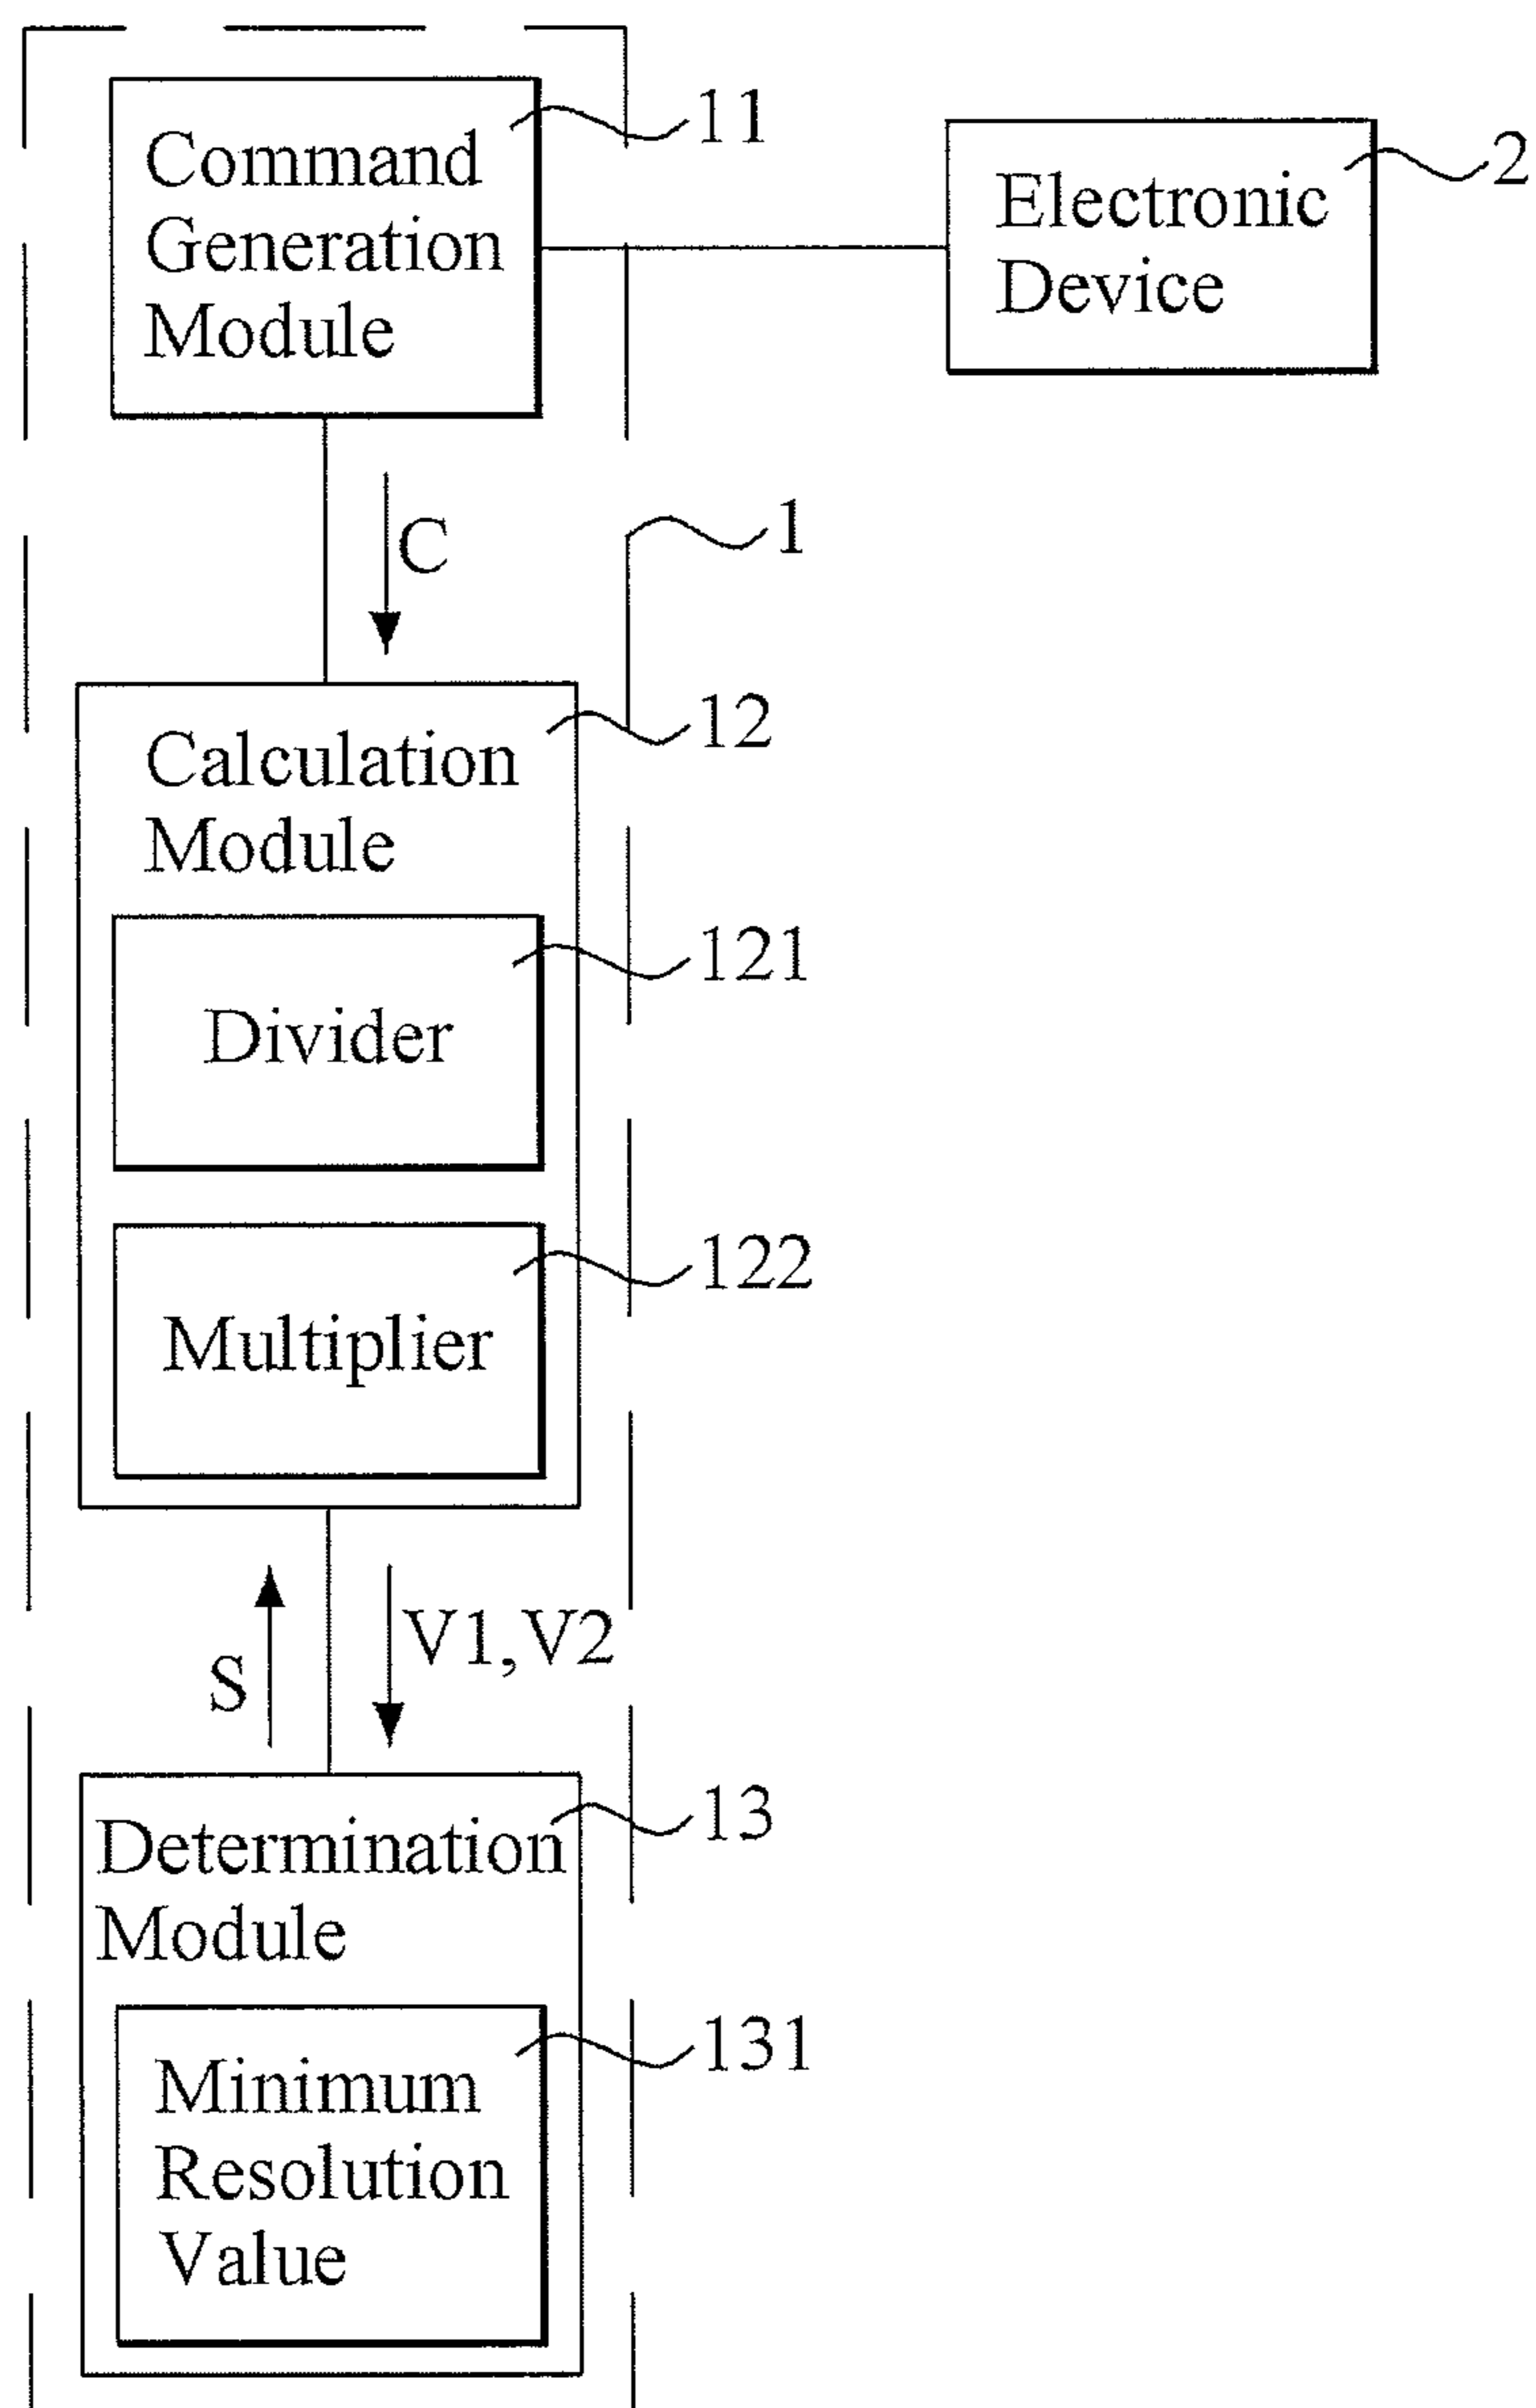 Command
Generation
Module
11
Electronic
Device
2
C
1
Calculation
Module
12
Divider
121
Multiplier
122
S
V1,V2
Determination
Module
13
Minimum
Resolution
Value
131